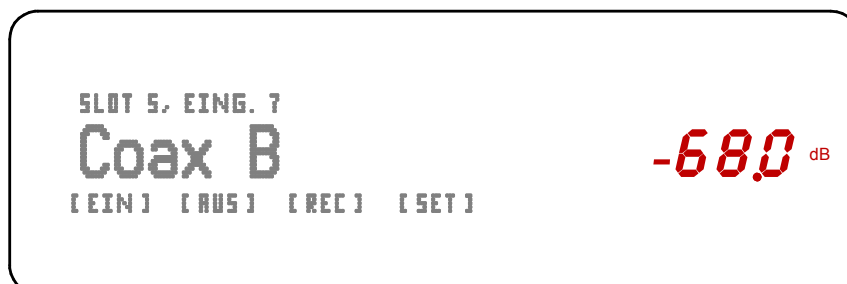 SLOT 5, EING. 7
Coax B
-68.0 dB
[EIN] [AUS] [REC] [SET]